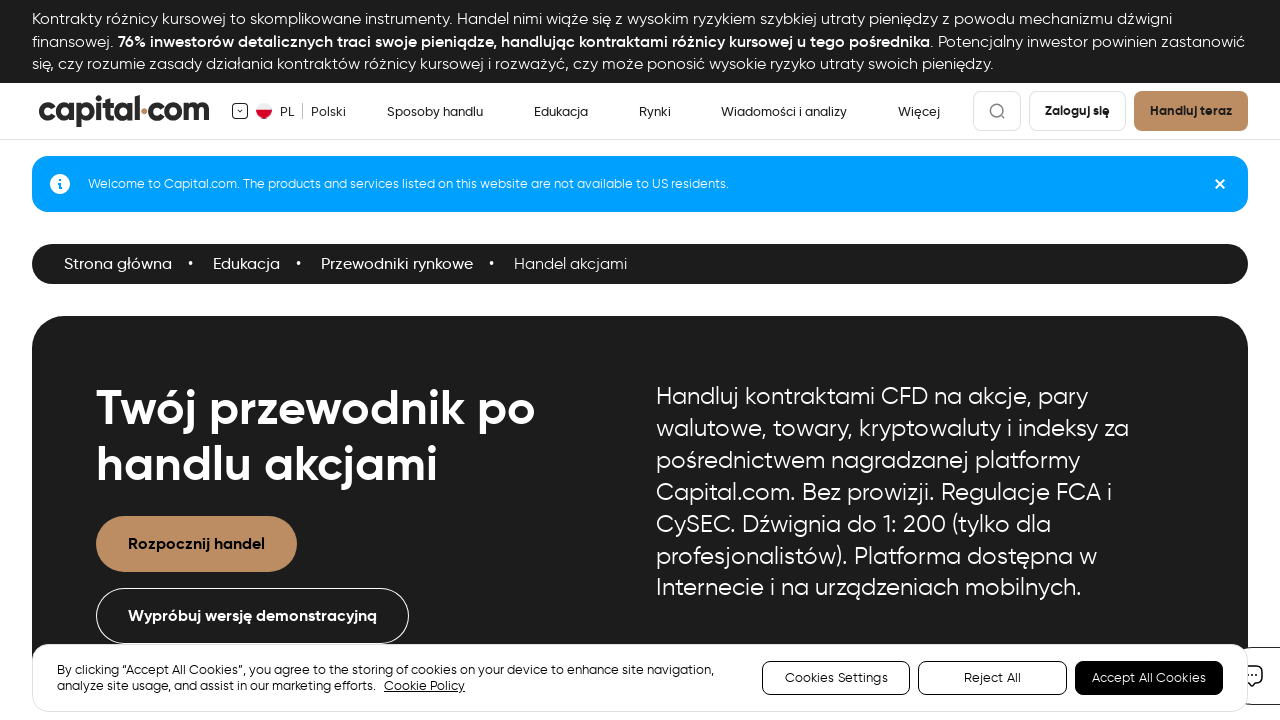 Kontrakty różnicy kursowej to skomplikowane instrumenty. Handel nimi wiąże się z wysokim ryzykiem szybkiej utraty pieniędzy z powodu mechanizmu dźwigni
finansowej. 76% inwestorów detalicznych traci swoje pieniądze, handlując kontraktami różnicy kursowej u tego pośrednika. Potencjalny inwestor powinien zastanowić
się, czy rozumie zasady działania kontraktów różnicy kursowej i rozważyć, czy może ponosić wysokie ryzyko utraty swoich pieniędzy.
capital.com PL Polski Sposoby handlu Edukacja Rynki Wiadomości i analizy Więcej Zaloguj się Handluj teraz
Welcome to Capital.com. The products and services listed on this website are not available to US residents.
Strona główna • Edukacja • Przewodniki rynkowe • Handel akcjami
Twój przewodnik po
handlu akcjami
Rozpocznij handel
Wypróbuj wersję demonstracyjną
Handluj kontraktami CFD na akcje, pary
walutowe, towary, kryptowaluty i indeksy za
pośrednictwem nagradzanej platformy
Capital.com. Bez prowizji. Regulacje FCA i
CySEC. Dźwignia do 1: 200 (tylko dla
profesjonalistów). Platforma dostępna w
Internecie i na urządzeniach mobilnych.
By clicking “Accept All Cookies”, you agree to the storing of cookies on your device to enhance site navigation,
analyze site usage, and assist in our marketing efforts. Cookie Policy
Cookies Settings Reject All Accept All Cookies